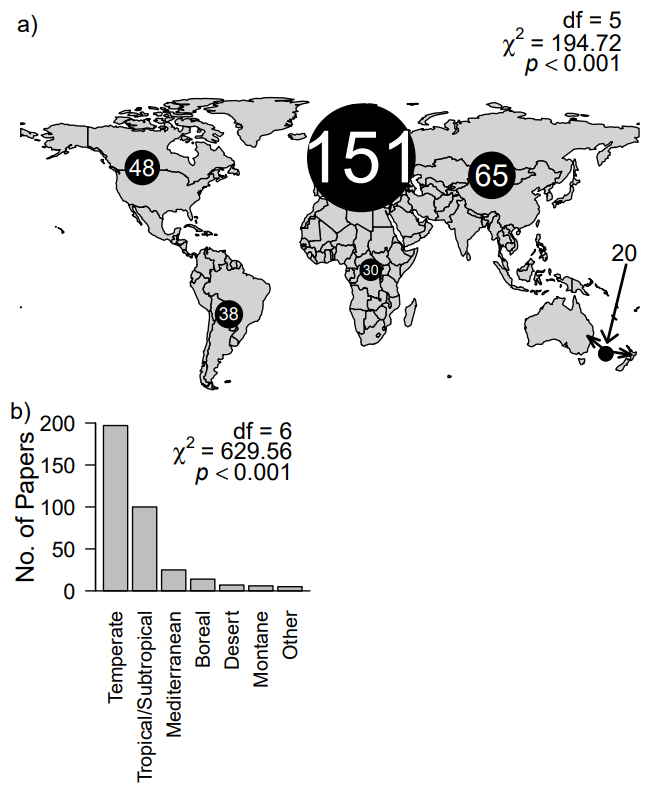 a)
df = 5
χ² = 194.72
p < 0.001
151
48
65
20
30
38
b)
df = 6
χ² = 629.56
p < 0.001
No. of Papers
200
150
100
50
0
Temperate
Tropical/Subtropical
Mediterranean
Boreal
Desert
Montane
Other